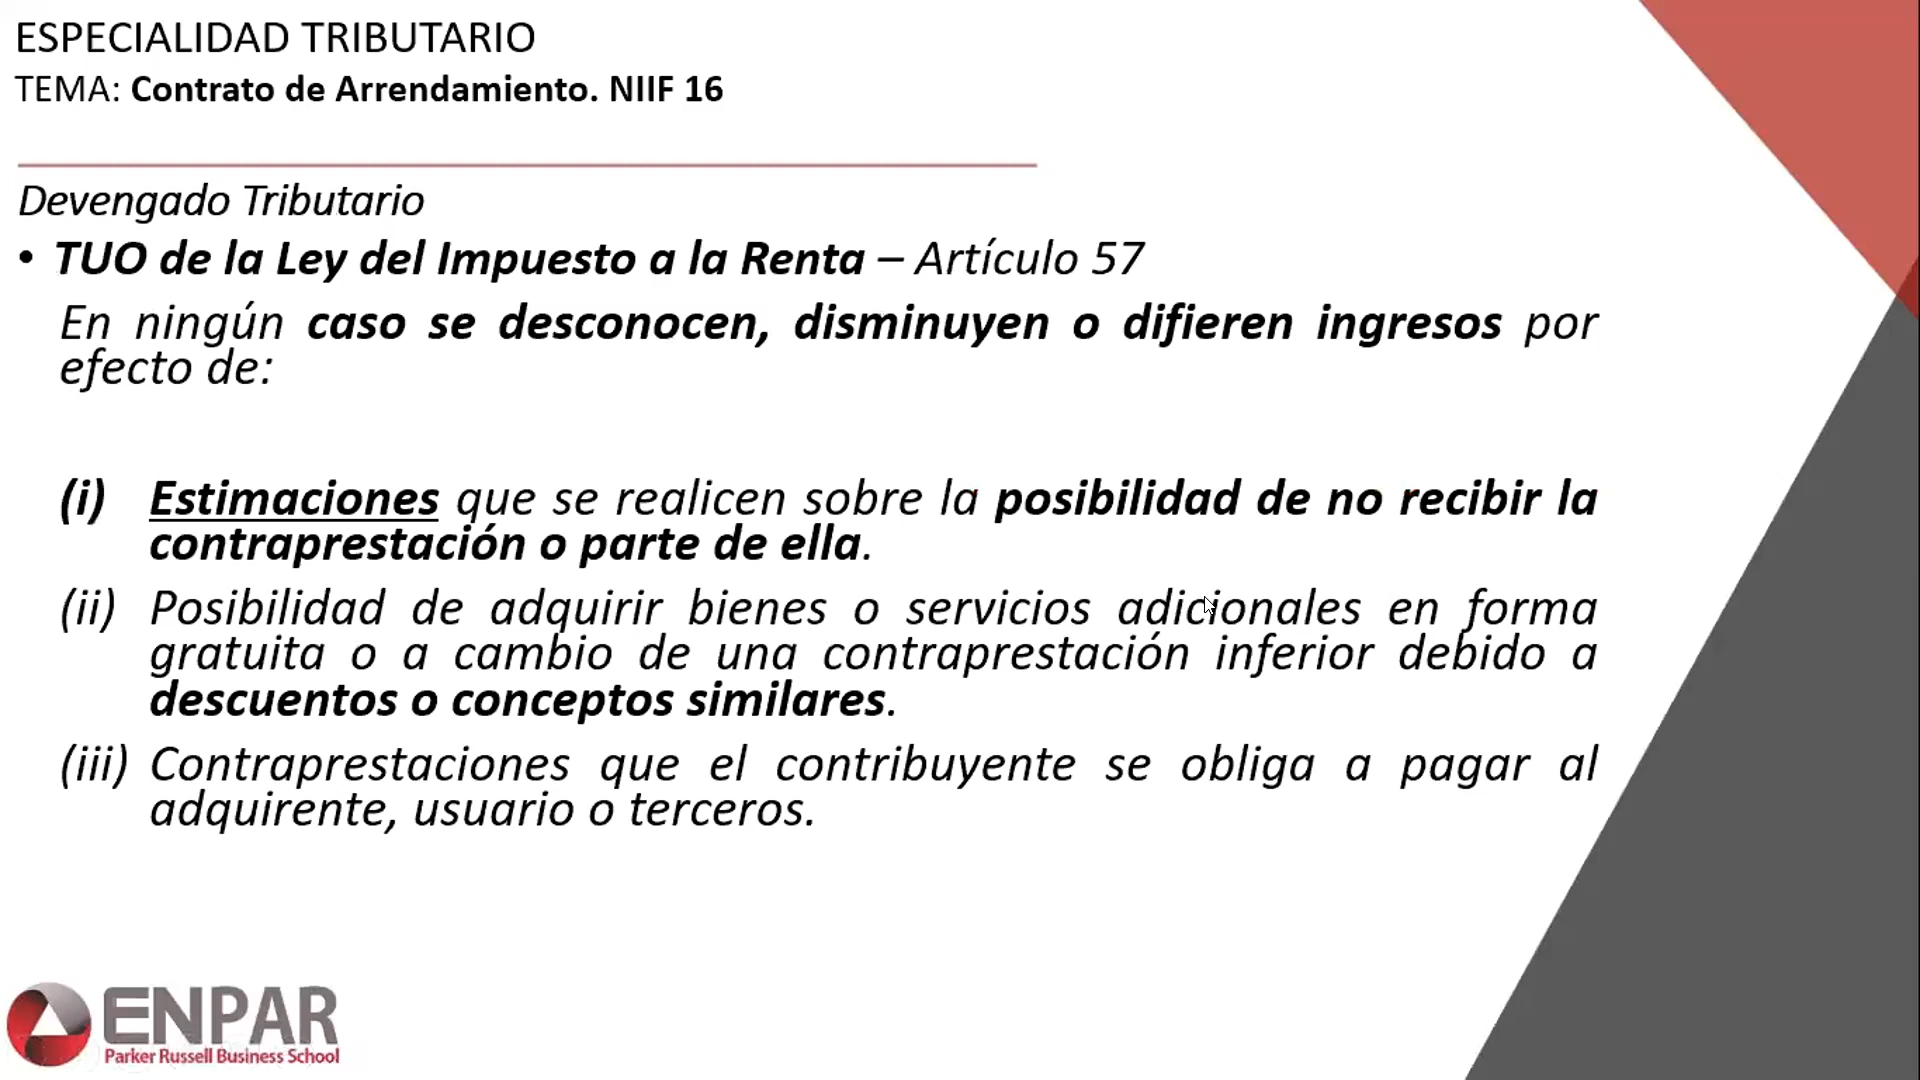 ESPECIALIDAD TRIBUTARIO
TEMA: Contrato de Arrendamiento. NIIF 16
Devengado Tributario
• TUO de la Ley del Impuesto a la Renta – Artículo 57
En ningún caso se desconocen, disminuyen o difieren ingresos por
efecto de:
(i) Estimaciones que se realicen sobre la posibilidad de no recibir la
contraprestación o parte de ella.
(ii) Posibilidad de adquirir bienes o servicios adicionales en forma
gratuita o a cambio de una contraprestación inferior debido a
descuentos o conceptos similares.
(iii) Contraprestaciones que el contribuyente se obliga a pagar al
adquirente, usuario o terceros.
ENPAR
Parker Russell Business School